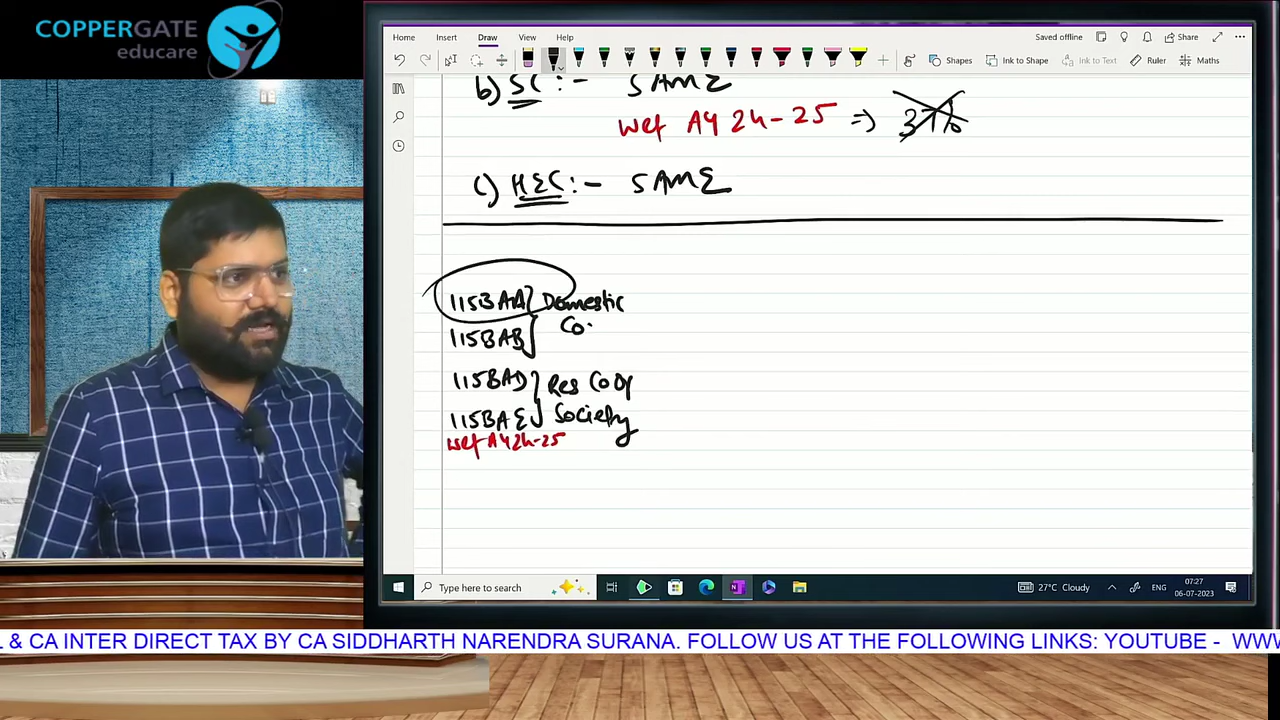 COPPERGATE
educare
Home Insert Draw View Help
Saved offline
Share
Shapes
Ink to Shape
Ink to Text
Ruler
Maths
b) SC :- SAME
wef AY 24-25 => 37%
c) HEC :- SAME
115BAA } Domestic
115BAB Co.
115BAD } Res CoOp
115BAE Society
wef AY 24-25
Type here to search
27°C Cloudy
ENG
07:27
06-07-2023
L & CA INTER DIRECT TAX BY CA SIDDHARTH NARENDRA SURANA. FOLLOW US AT THE FOLLOWING LINKS: YOUTUBE - WWW